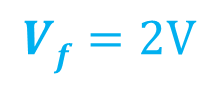 V_f = 2V